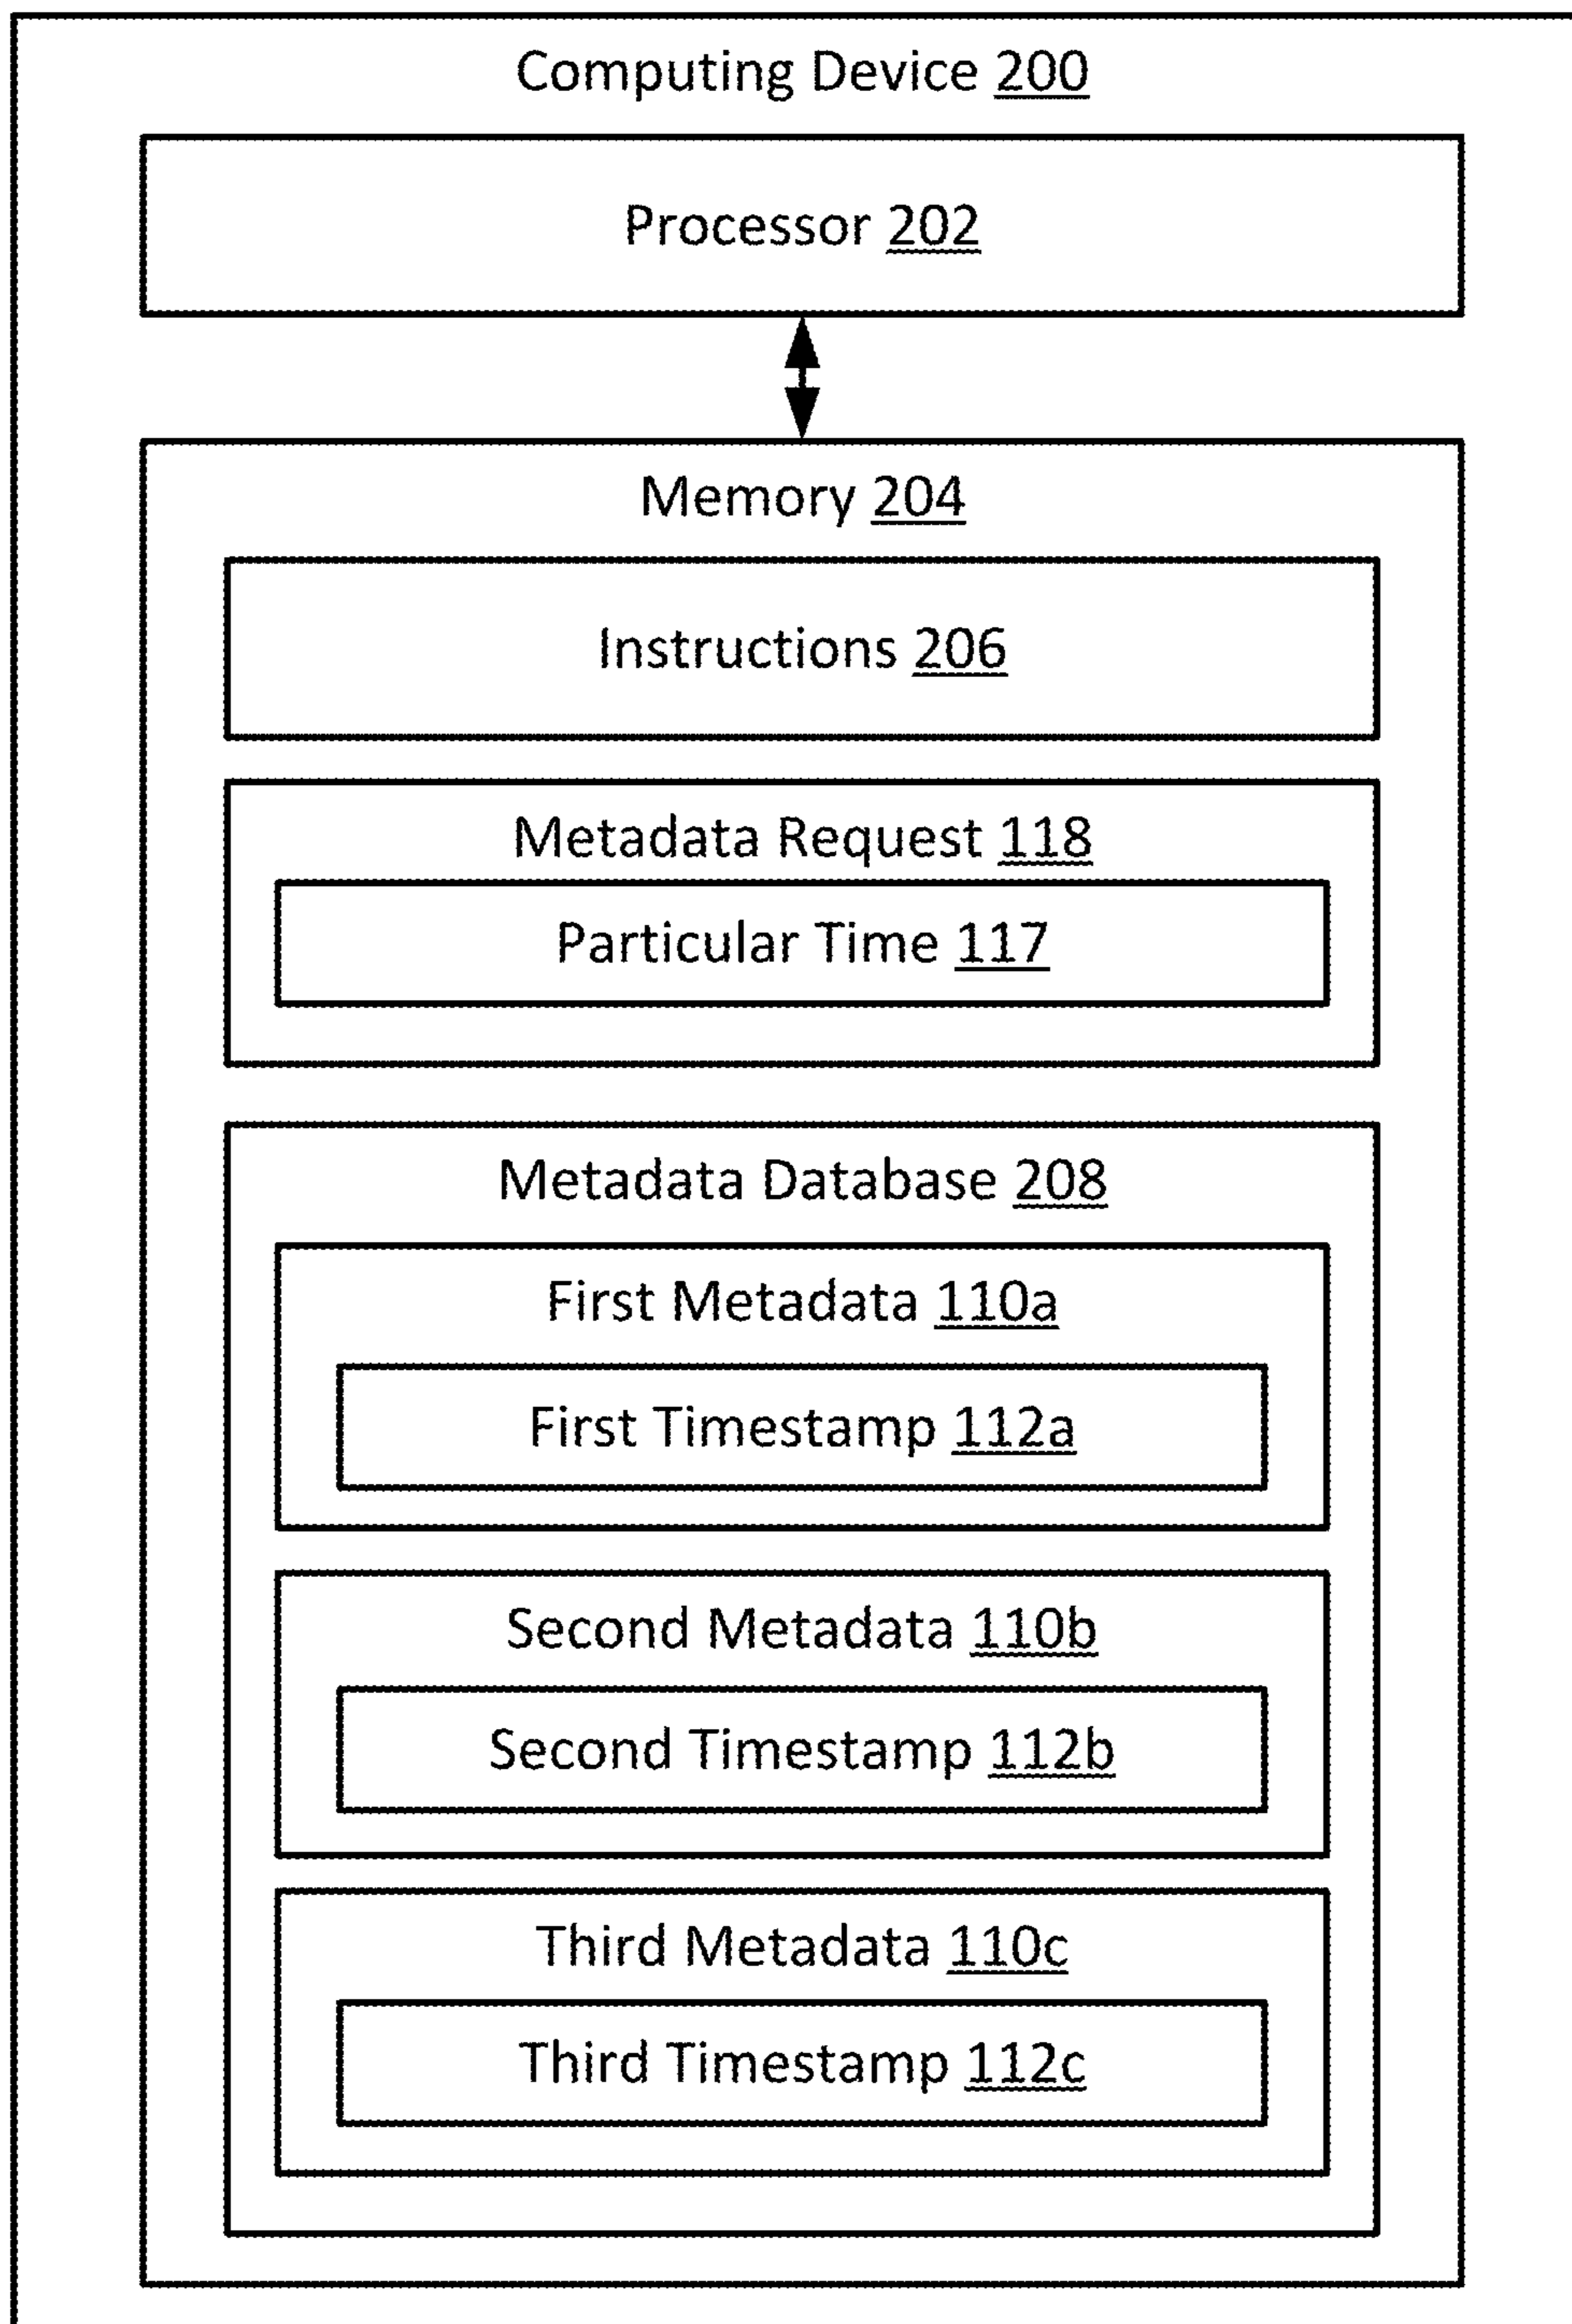 Computing Device 200
Processor 202
Memory 204
Instructions 206
Metadata Request 118
Particular Time 117
Metadata Database 208
First Metadata 110a
First Timestamp 112a
Second Metadata 110b
Second Timestamp 112b
Third Metadata 110c
Third Timestamp 112c